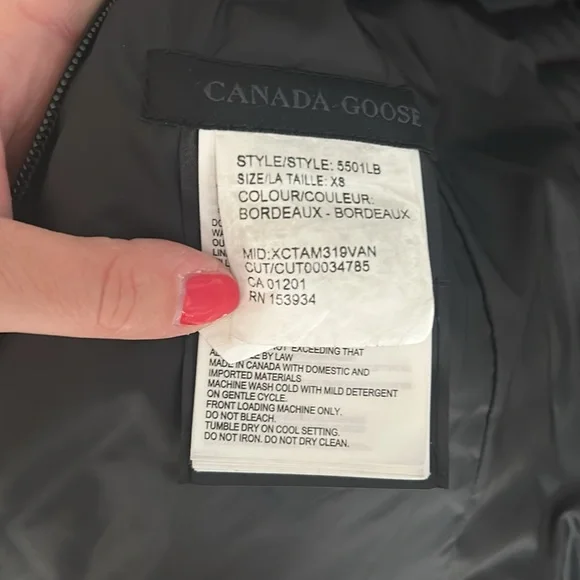 CANADA GOOSE
STYLE/STYLE: 5501LB
SIZE/LA TAILLE: XS
COLOUR/COULEUR:
BORDEAUX - BORDEAUX
MID:XCTAM319VAN
CUT/CUT00034785
CA 01201
RN 153934
EXCEEDING THAT
BY LAW
MADE IN CANADA WITH DOMESTIC AND
IMPORTED MATERIALS
MACHINE WASH COLD WITH MILD DETERGENT
ON GENTLE CYCLE.
FRONT LOADING MACHINE ONLY.
DO NOT BLEACH.
TUMBLE DRY ON COOL SETTING.
DO NOT IRON. DO NOT DRY CLEAN.